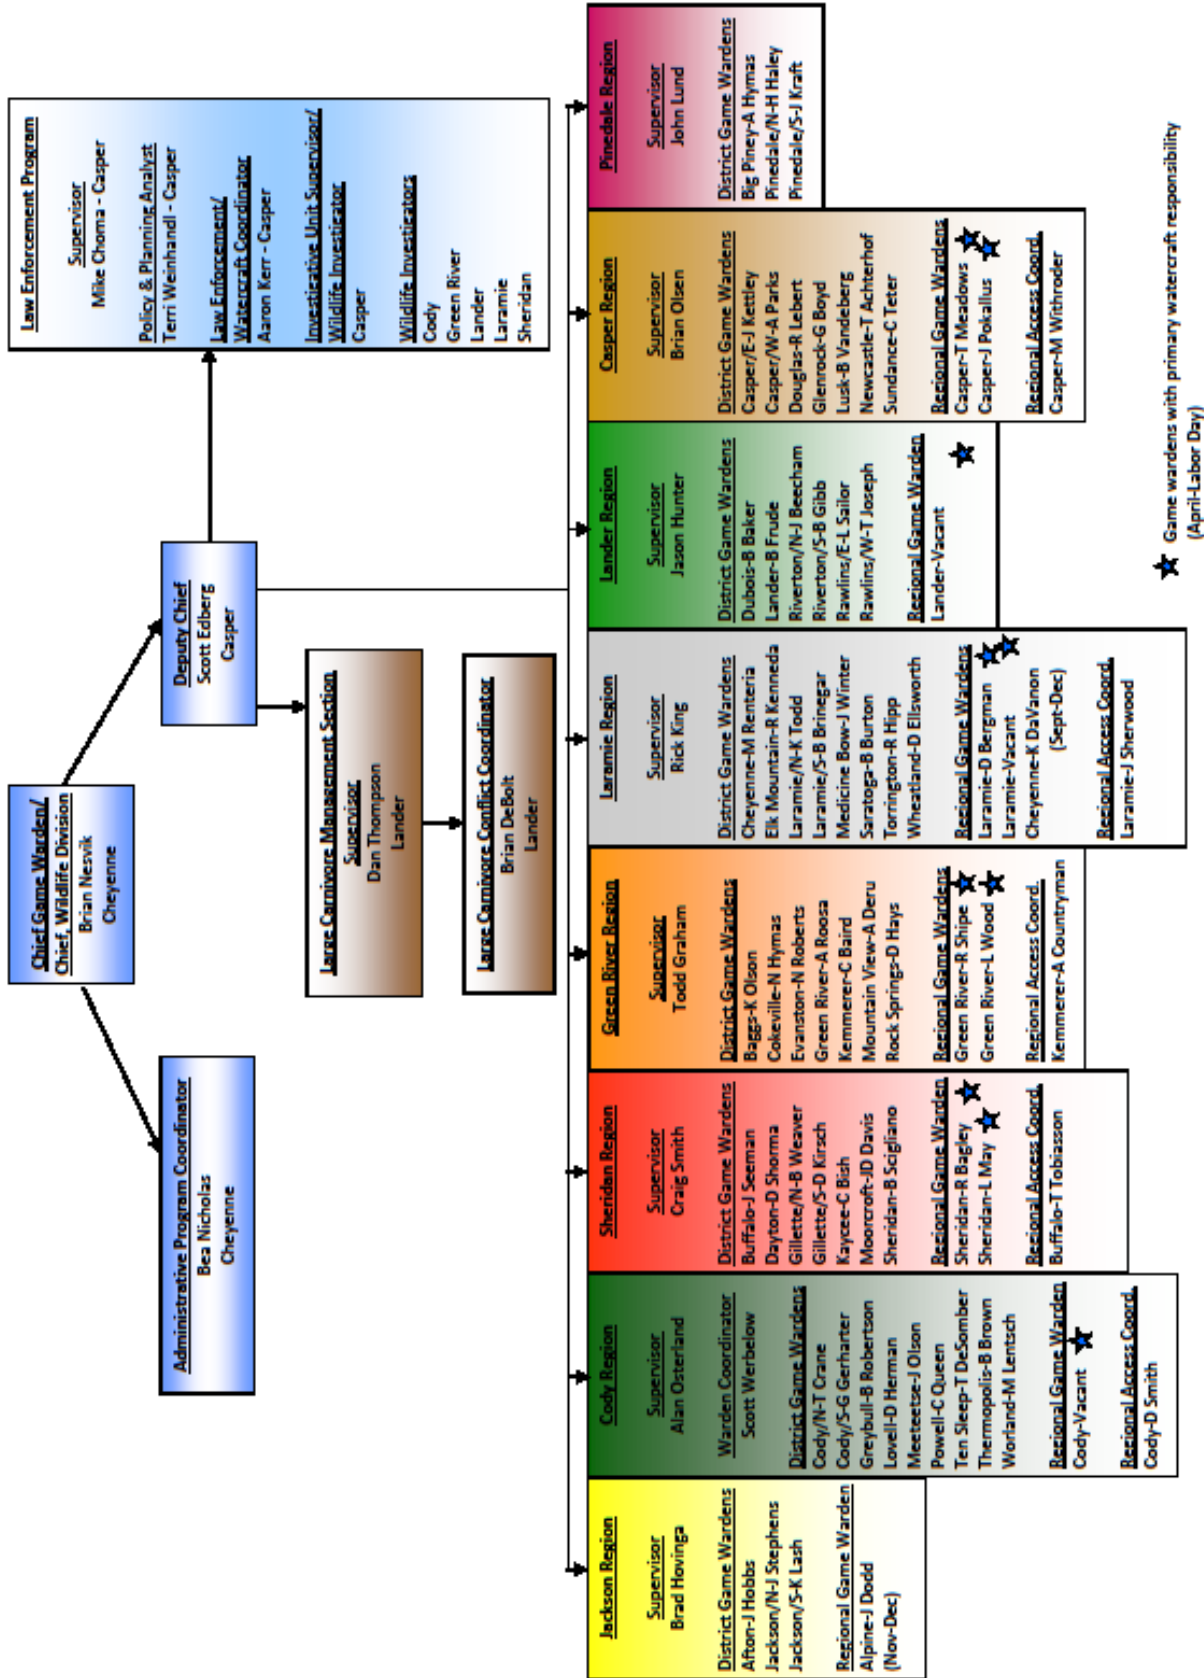 Chief Game Warden/
Chief, Wildlife Division
Brian Nesvik
Cheyenne
Administrative Program Coordinator
Bea Nicholas
Cheyenne
Deputy Chief
Scott Edberg
Casper
Law Enforcement Program
Supervisor
Mike Choma - Casper
Policy & Planning Analyst
Terri Weinhandl - Casper
Law Enforcement/
Watercraft Coordinator
Aaron Kerr - Casper
Investigative Unit Supervisor/
Wildlife Investigator
Casper
Wildlife Investigators
Cody
Green River
Lander
Laramie
Sheridan
Large Carnivore Management Section
Supervisor
Dan Thompson
Lander
Large Carnivore Conflict Coordinator
Brian DeBolt
Lander
Jackson Region
Supervisor
Brad Hovinga
District Game Wardens
Afton-J Hobbs
Jackson/N-J Stephens
Jackson/S-K Lash
Regional Game Warden
Alpine-J Dodd
(Nov-Dec)
Cody Region
Supervisor
Alan Osterland
Warden Coordinator
Scott Werbelow
District Game Wardens
Cody/N-T Crane
Cody/S-G Gerharter
Greybull-B Robertson
Lovell-D Herman
Meeteetse-J Olson
Powell-C Queen
Ten Sleep-T DeSomber
Thermopolis-B Brown
Worland-M Lentsch
Regional Game Warden
Cody-Vacant
Regional Access Coord.
Cody-D Smith
Sheridan Region
Supervisor
Craig Smith
District Game Wardens
Buffalo-J Seeman
Dayton-D Shorma
Gillette/N-B Weaver
Gillette/S-D Kirsch
Kaycee-C Bish
Moorcroft-JD Davis
Sheridan-B Scigliano
Regional Game Warden
Sheridan-R Bagley
Sheridan-L May
Regional Access Coord.
Buffalo-T Tobiasson
Green River Region
Supervisor
Todd Graham
District Game Wardens
Baggs-K Olson
Cokeville-N Hymas
Evanston-N Roberts
Green River-A Roosa
Kemmerer-C Baird
Mountain View-A Deru
Rock Springs-D Hays
Regional Game Wardens
Green River-R Shipe
Green River-L Wood
Regional Access Coord.
Kemmerer-A Countryman
Laramie Region
Supervisor
Rick King
District Game Wardens
Cheyenne-M Renteria
Elk Mountain-R Kenneda
Laramie/N-K Todd
Laramie/S-B Brinegar
Medicine Bow-J Winter
Saratoga-B Burton
Torrington-R Hipp
Wheatland-D Ellsworth
Regional Game Wardens
Laramie-D Bergman
Laramie-Vacant
Cheyenne-K DaVanon
(Sept-Dec)
Regional Access Coord.
Laramie-J Sherwood
Lander Region
Supervisor
Jason Hunter
District Game Wardens
Dubois-B Baker
Lander-B Frude
Riverton/N-J Beecham
Riverton/S-B Gibb
Rawlins/E-L Sailor
Rawlins/W-T Joseph
Regional Game Warden
Lander-Vacant
Casper Region
Supervisor
Brian Olsen
District Game Wardens
Casper/E-J Kettley
Casper/W-A Parks
Douglas-R Lebert
Glenrock-G Boyd
Lusk-B Vandeberg
Newcastle-T Achterhof
Sundance-C Teter
Regional Game Wardens
Casper-T Meadows
Casper-J Pokallus
Regional Access Coord.
Casper-M Withroder
Pinedale Region
Supervisor
John Lund
District Game Wardens
Big Piney-A Hymas
Pinedale/N-H Haley
Pinedale/S-J Kraft
Game wardens with primary watercraft responsibility
(April-Labor Day)